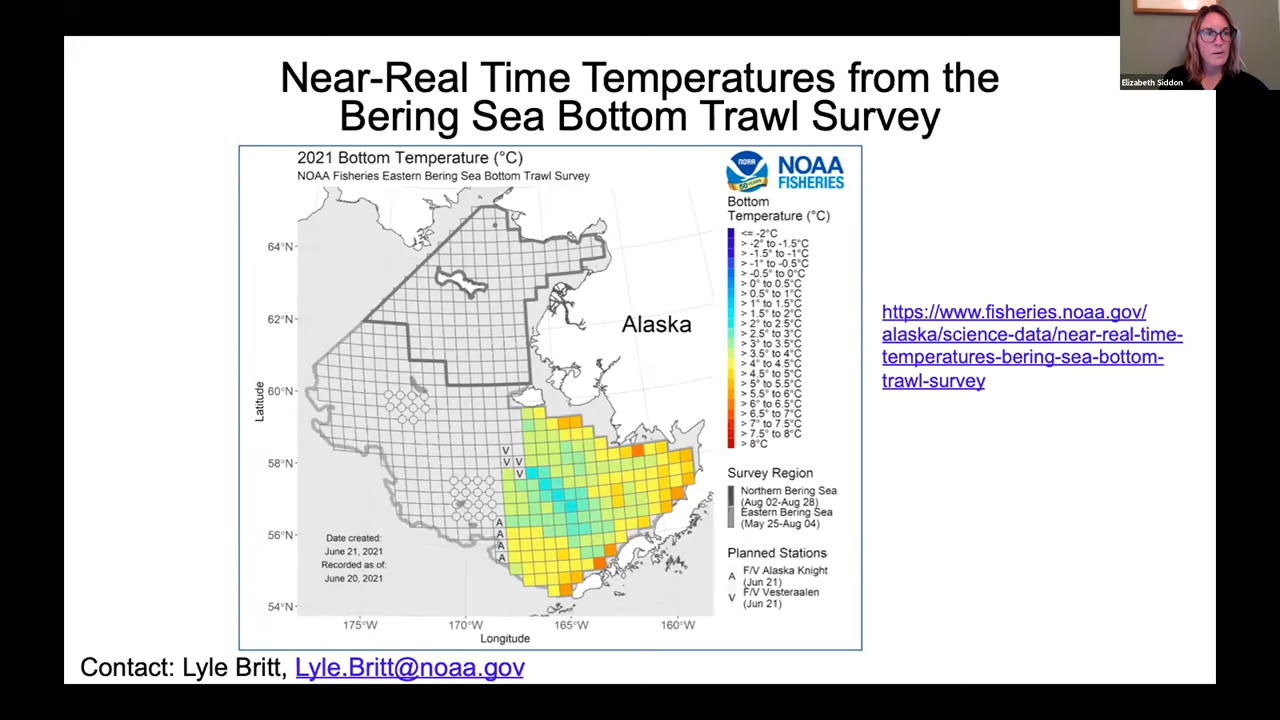 Near-Real Time Temperatures from the
Bering Sea Bottom Trawl Survey
Elizabeth Siddon
2021 Bottom Temperature (°C)
NOAA Fisheries Eastern Bering Sea Bottom Trawl Survey
NOAA
50 YEARS
NOAA
FISHERIES
Bottom
Temperature (°C)
<= -2°C
> -2° to -1.5°C
> -1.5° to -1°C
> -1° to -0.5°C
> -0.5° to 0°C
> 0° to 0.5°C
> 0.5° to 1°C
> 1° to 1.5°C
> 1.5° to 2°C
> 2° to 2.5°C
> 2.5° to 3°C
> 3° to 3.5°C
> 3.5° to 4°C
> 4° to 4.5°C
> 4.5° to 5°C
> 5° to 5.5°C
> 5.5° to 6°C
> 6° to 6.5°C
> 6.5° to 7°C
> 7° to 7.5°C
> 7.5° to 8°C
> 8°C
Survey Region
Northern Bering Sea
(Aug 02-Aug 28)
Eastern Bering Sea
(May 25-Aug 04)
Planned Stations
A F/V Alaska Knight
(Jun 21)
V F/V Vesteraalen
(Jun 21)
Latitude
64°N
62°N
60°N
58°N
56°N
54°N
Alaska
V
V V
V
A
A
A
A
Date created:
June 21, 2021
Recorded as of:
June 20, 2021
175°W 170°W 165°W 160°W
Longitude
https://www.fisheries.noaa.gov/
alaska/science-data/near-real-time-
temperatures-bering-sea-bottom-
trawl-survey
Contact: Lyle Britt, Lyle.Britt@noaa.gov